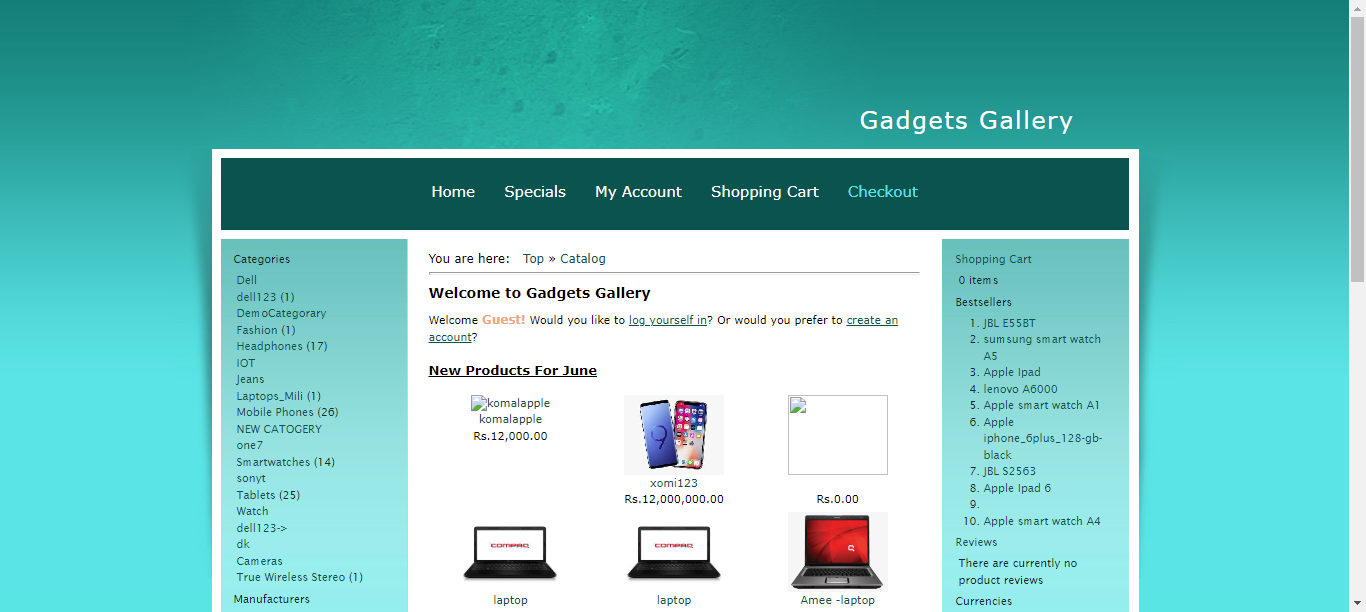 Gadgets Gallery
Home Specials My Account Shopping Cart Checkout
Categories
Dell
dell123 (1)
DemoCategorary
Fashion (1)
Headphones (17)
IOT
Jeans
Laptops_Mili (1)
Mobile Phones (26)
NEW CATOGERY
one7
Smartwatches (14)
sonyt
Tablets (25)
Watch
dell123->
dk
Cameras
True Wireless Stereo (1)
Manufacturers
You are here: Top » Catalog
Welcome to Gadgets Gallery
Welcome Guest! Would you like to log yourself in? Or would you prefer to create an
account?
New Products For June
komalapple
komalapple
Rs.12,000.00
xomi123
Rs.12,000,000.00
Rs.0.00
COMPAQ
laptop
COMPAQ
laptop
Amee -laptop
Shopping Cart
0 items
Bestsellers
1. JBL E55BT
2. sumsung smart watch
A5
3. Apple Ipad
4. lenovo A6000
5. Apple smart watch A1
6. Apple
iphone_6plus_128-gb-
black
7. JBL S2563
8. Apple Ipad 6
9.
10. Apple smart watch A4
Reviews
There are currently no
product reviews
Currencies